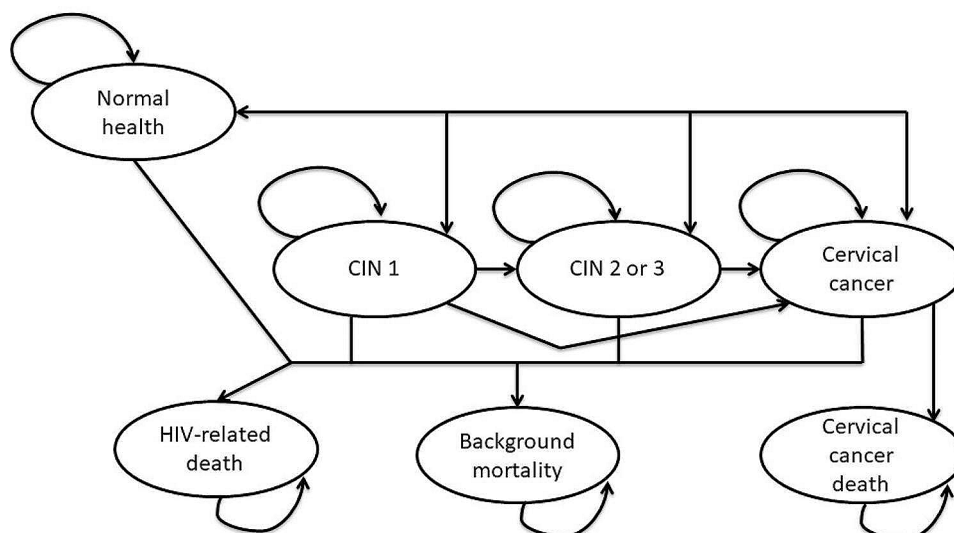 Normal
health
CIN 1
CIN 2 or 3
Cervical
cancer
HIV-related
death
Background
mortality
Cervical
cancer
death